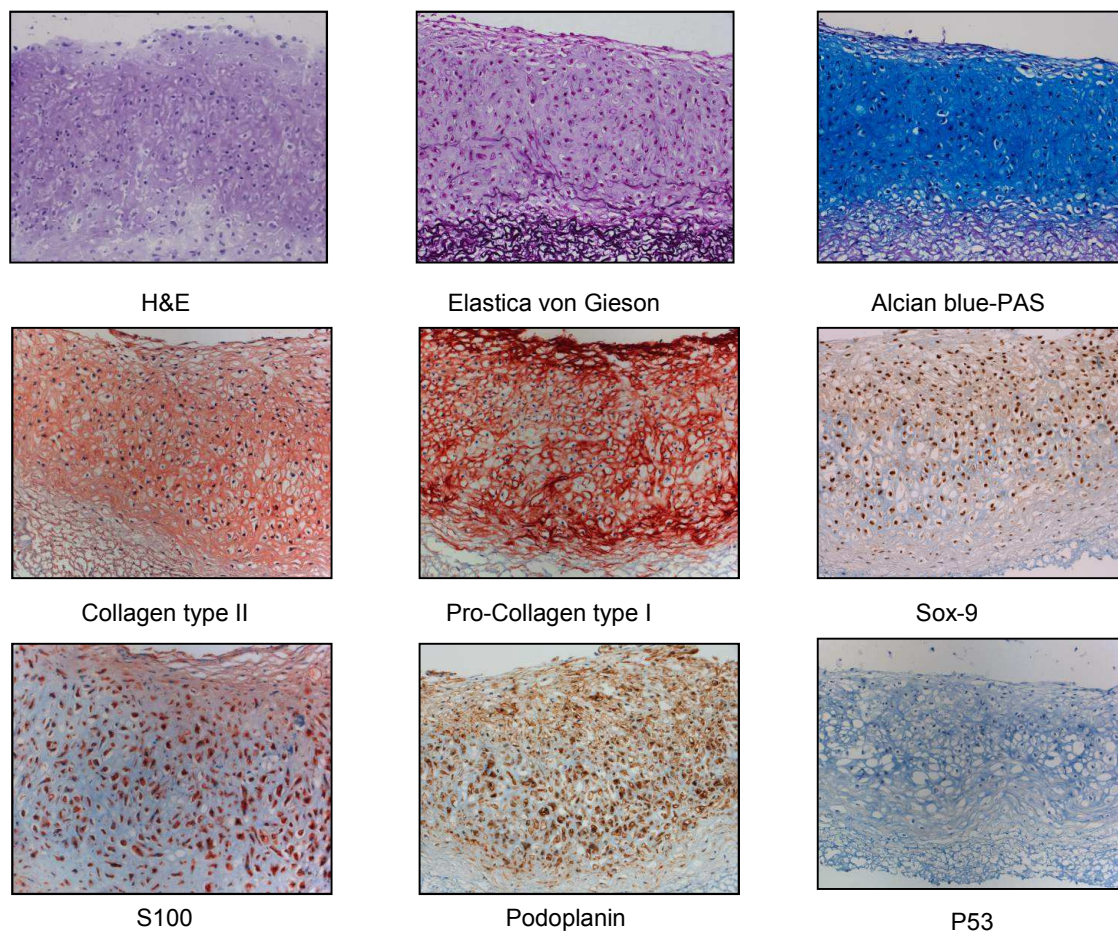 H&E
Elastica von Gieson
Alcian blue-PAS
Collagen type II
Pro-Collagen type I
Sox-9
S100
Podoplanin
P53